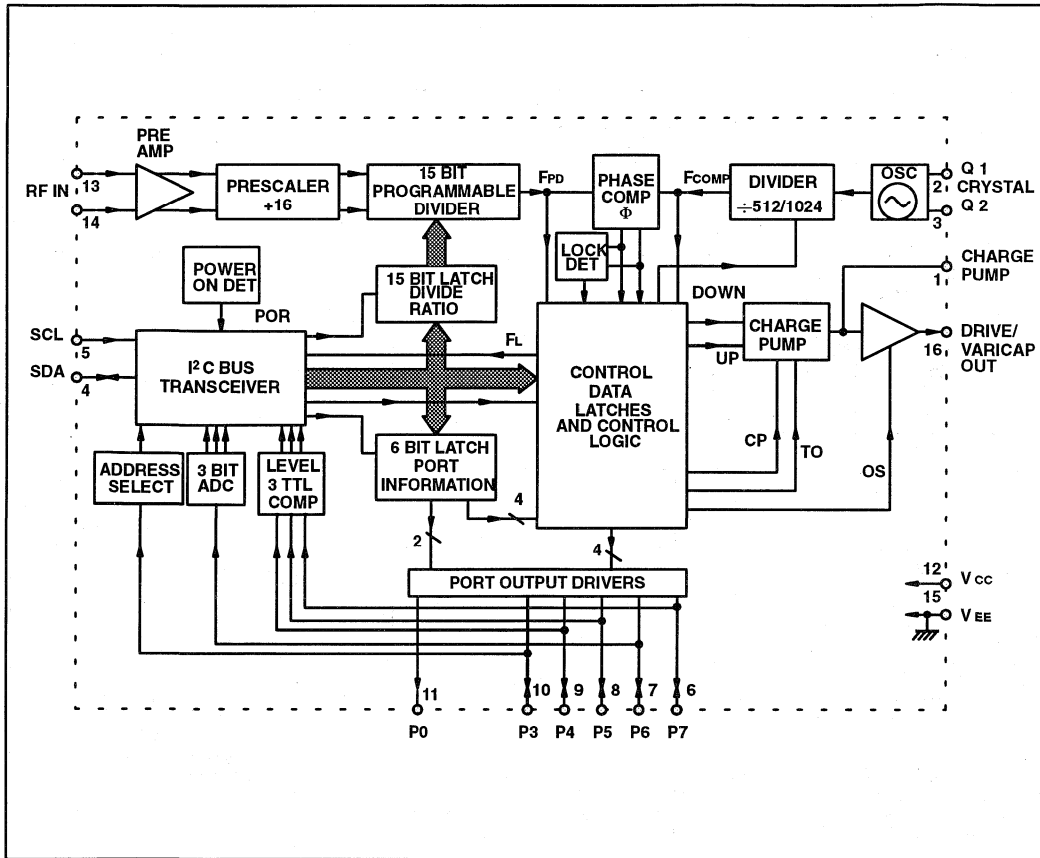 PRE
AMP
RF IN
13
14
PRESCALER
+16
15 BIT
PROGRAMMABLE
DIVIDER
FPD
PHASE
COMP
Φ
FCOMP
DIVIDER
÷512/1024
OSC
Q 1
2
CRYSTAL
Q 2
3
LOCK
DET
POWER
ON DET
POR
15 BIT LATCH
DIVIDE
RATIO
CHARGE
PUMP
1
DOWN
UP
CHARGE
PUMP
DRIVE/
VARICAP
OUT
16
SCL
5
SDA
4
I²C BUS
TRANSCEIVER
FL
CONTROL
DATA
LATCHES
AND CONTROL
LOGIC
CP
TO
OS
ADDRESS
SELECT
3 BIT
ADC
LEVEL
3 TTL
COMP
6 BIT LATCH
PORT
INFORMATION
4
2
4
PORT OUTPUT DRIVERS
12
VCC
15
VEE
11
10
9
8
7
6
P0
P3
P4
P5
P6
P7